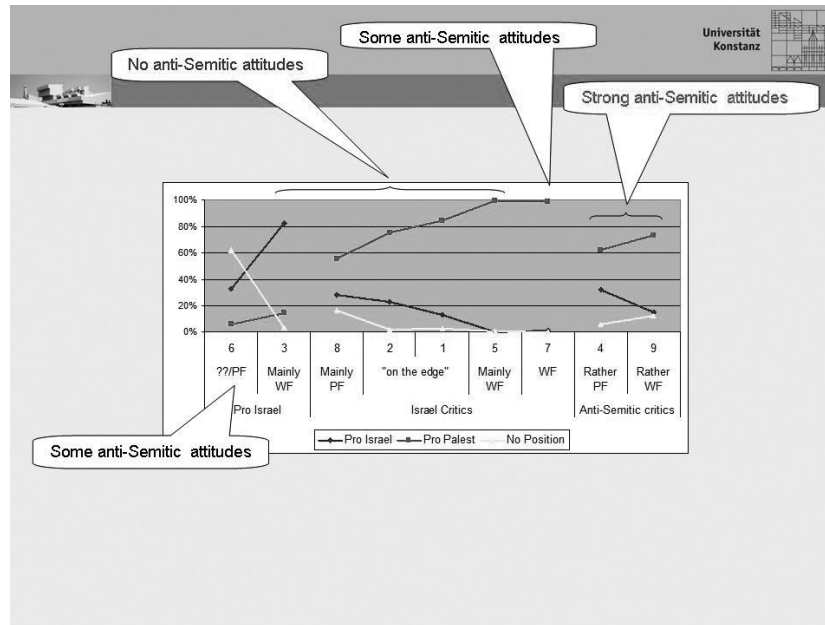 Some anti-Semitic attitudes
Universität
Konstanz
No anti-Semitic attitudes
Strong anti-Semitic attitudes
100%
80%
60%
40%
20%
0%
6 3 8 2 1 5 7 4 9
??/PF Mainly Mainly "on the edge" Mainly WF Rather Rather
WF PF WF PF WF
Pro Israel Israel Critics Anti-Semitic critics
Pro Israel Pro Palest No Position
Some anti-Semitic attitudes